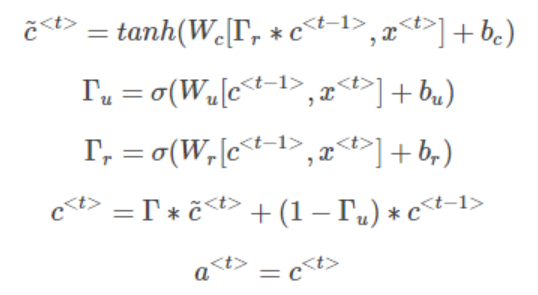 c̃^{<t>} = tanh(W_c[Γ_r * c^{<t-1>}, x^{<t>}] + b_c)
Γ_u = σ(W_u[c^{<t-1>}, x^{<t>}] + b_u)
Γ_r = σ(W_r[c^{<t-1>}, x^{<t>}] + b_r)
c^{<t>} = Γ * c̃^{<t>} + (1 − Γ_u) * c^{<t-1>}
a^{<t>} = c^{<t>}